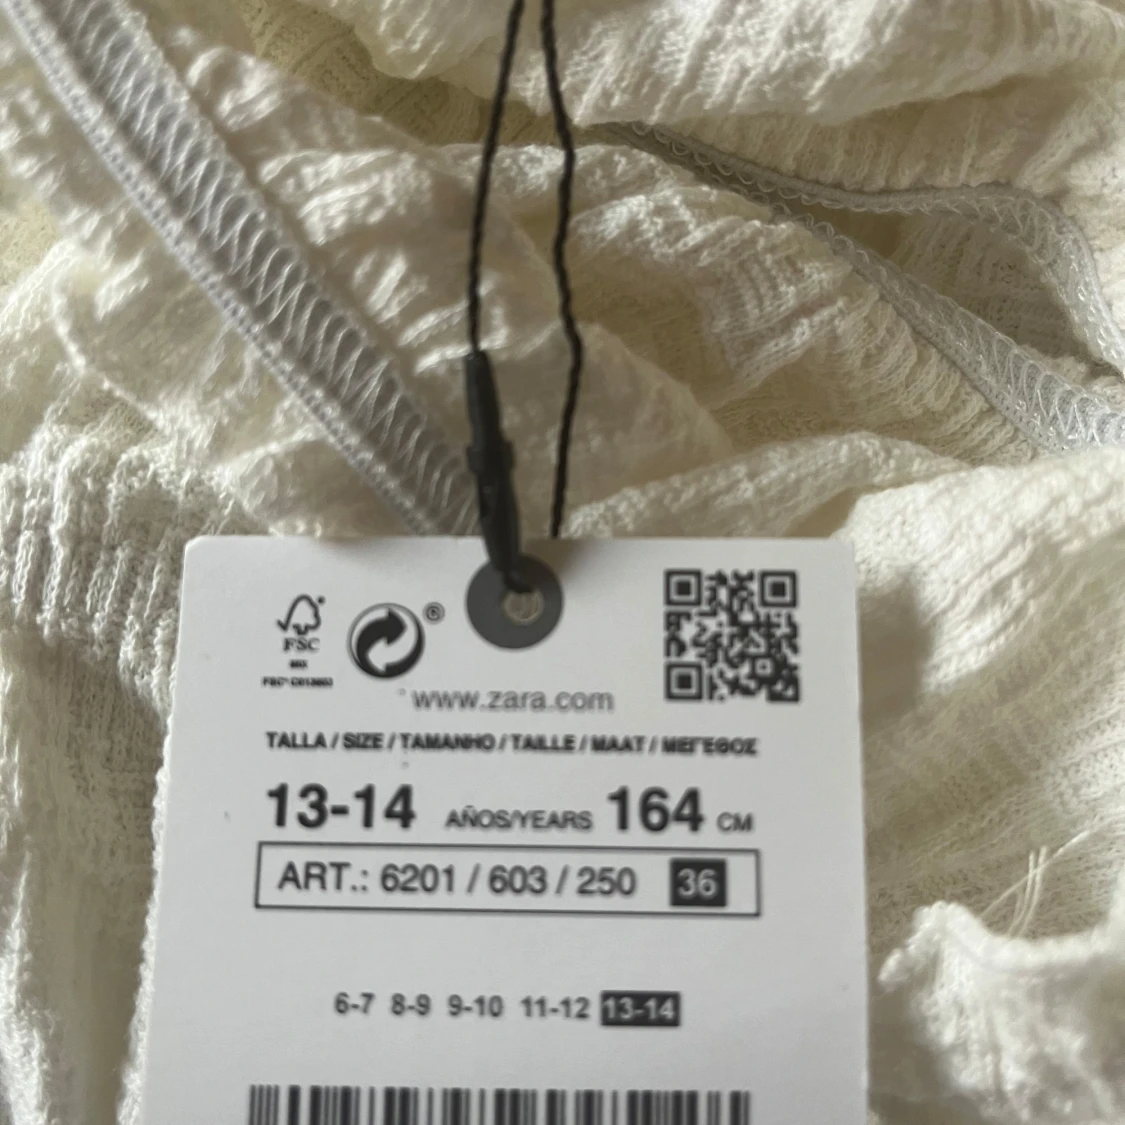 FSC
®
www.zara.com
TALLA / SIZE / TAMANHO / TAILLE / MAAT / ΜΕΓΕΘΟΣ
13-14 AÑOS/YEARS 164 CM
ART.: 6201 / 603 / 250 36
6-7 8-9 9-10 11-12 13-14